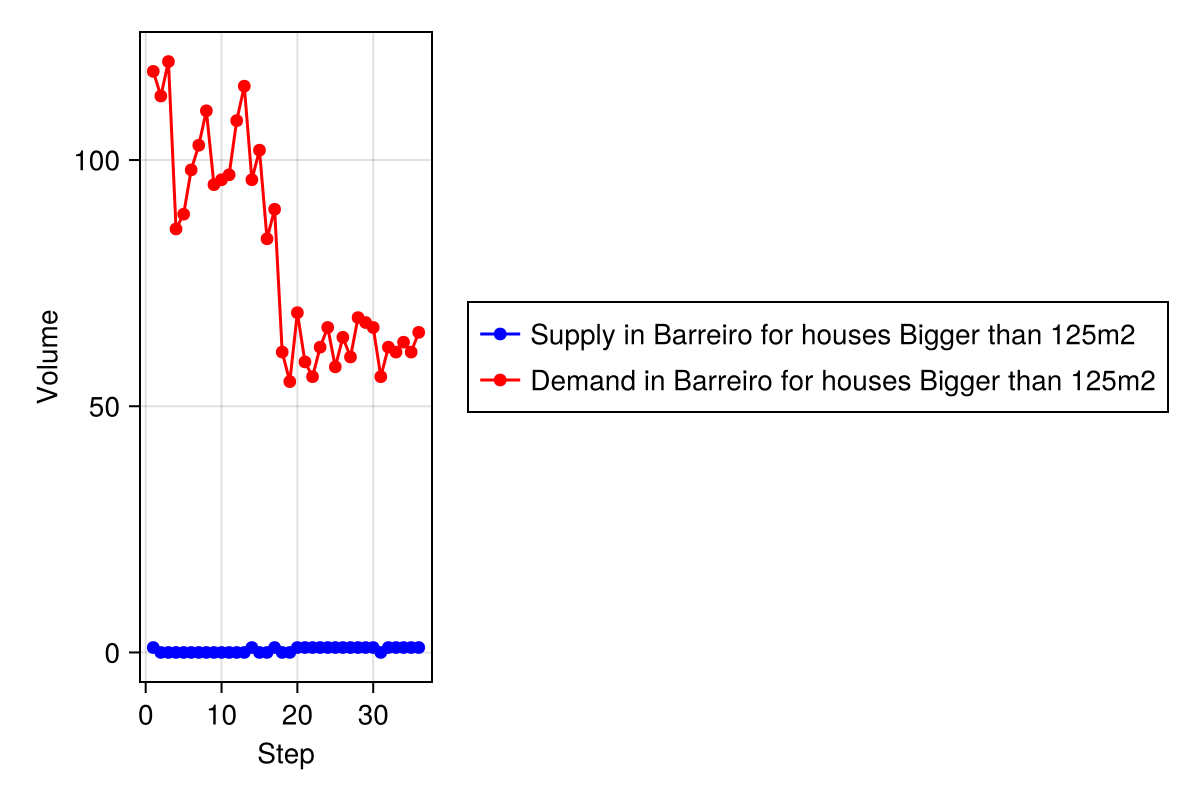 100
50
0
Volume
0 10 20 30
Step
Supply in Barreiro for houses Bigger than 125m2
Demand in Barreiro for houses Bigger than 125m2